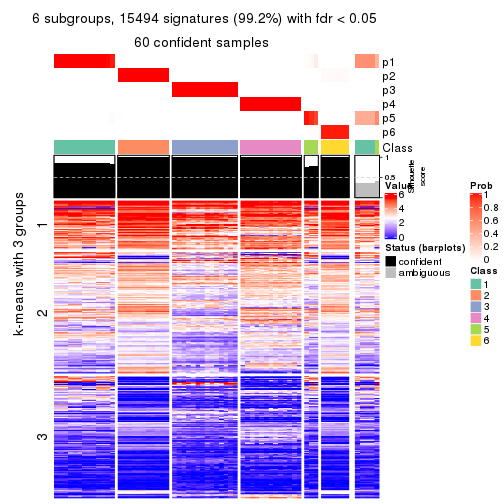 6 subgroups, 15494 signatures (99.2%) with fdr < 0.05
60 confident samples
p1
p2
p3
p4
p5
p6
Class
1
0.5
0
Silhouette
score
k-means with 3 groups
1
2
3
Value
6
4
2
0
Status (barplots)
confident
ambiguous
Prob
1
0.8
0.6
0.4
0.2
0
Class
1
2
3
4
5
6